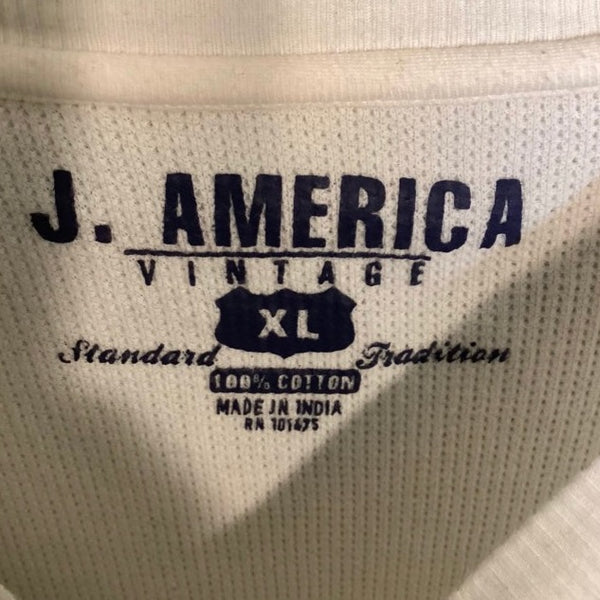 J. AMERICA
VINTAGE
XL
Standard Tradition
100% COTTON
MADE IN INDIA
RN 101475